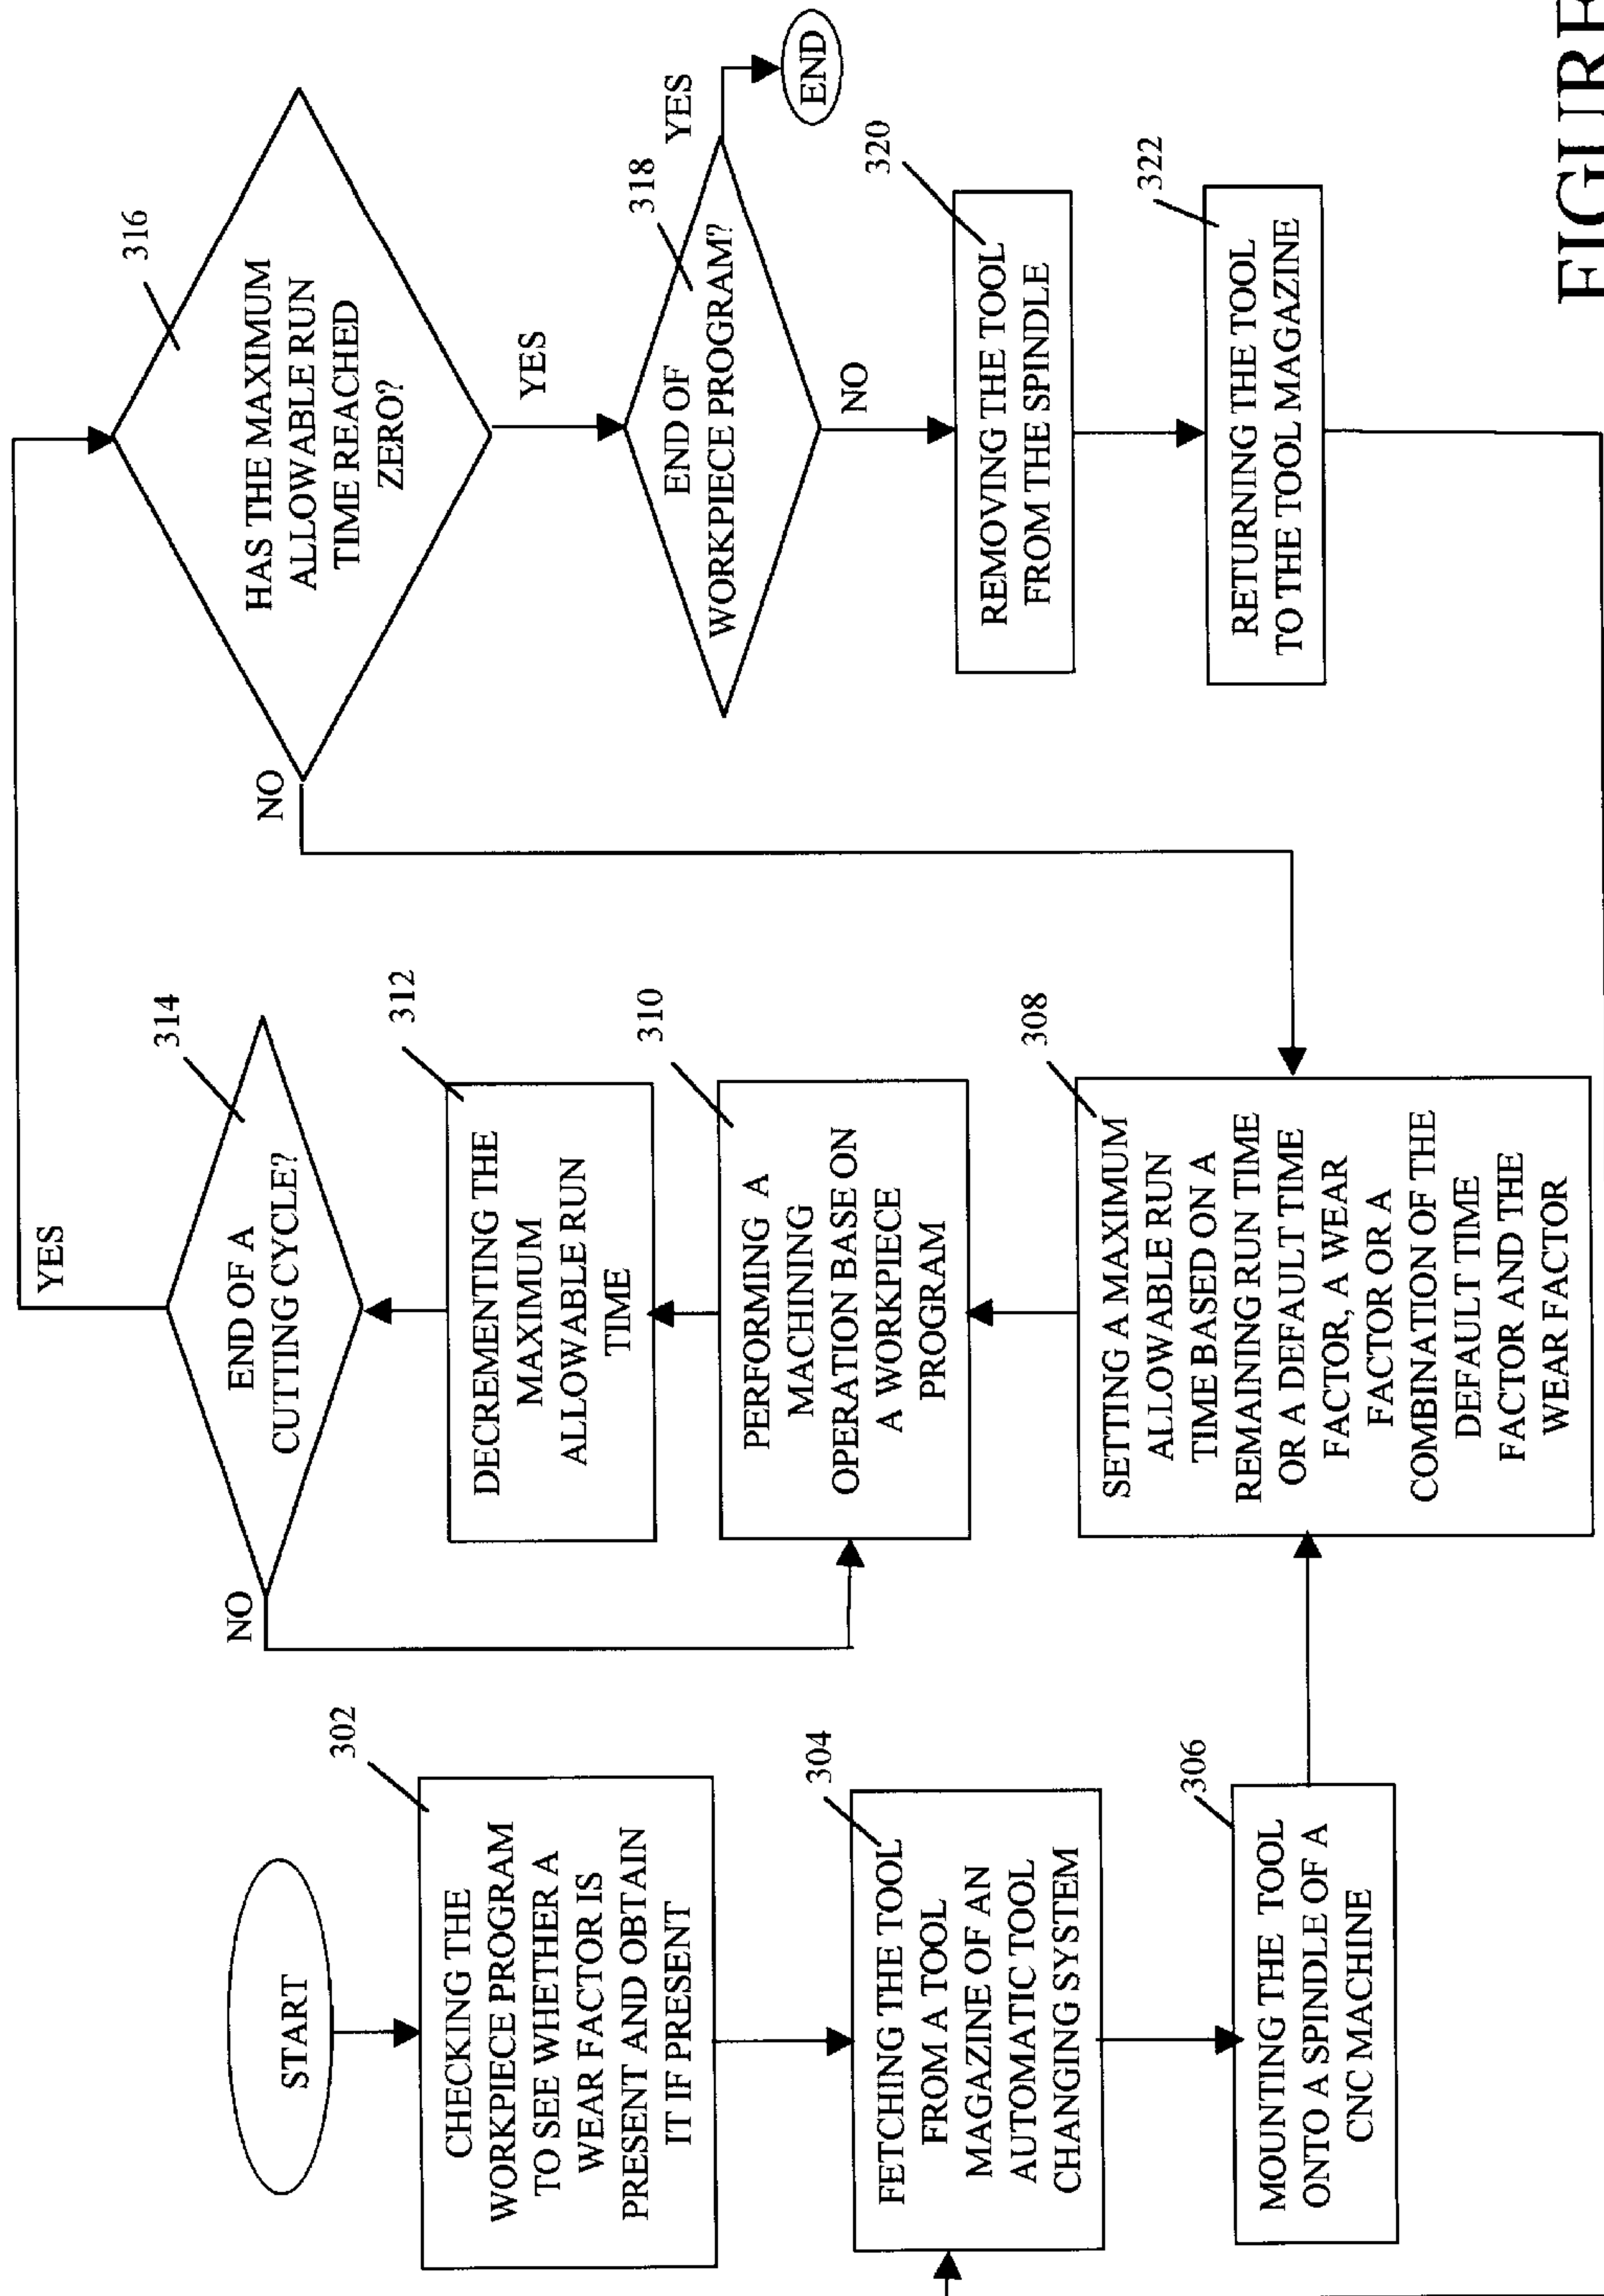 START
302
CHECKING THE
WORKPIECE PROGRAM
TO SEE WHETHER A
WEAR FACTOR IS
PRESENT AND OBTAIN
IT IF PRESENT
304
FETCHING THE TOOL
FROM A TOOL
MAGAZINE OF AN
AUTOMATIC TOOL
CHANGING SYSTEM
306
MOUNTING THE TOOL
ONTO A SPINDLE OF A
CNC MACHINE
308
SETTING A MAXIMUM
ALLOWABLE RUN
TIME BASED ON A
REMAINING RUN TIME
OR A DEFAULT TIME
FACTOR, A WEAR
FACTOR OR A
COMBINATION OF THE
DEFAULT TIME
FACTOR AND THE
WEAR FACTOR
310
PERFORMING A
MACHINING
OPERATION BASE ON
A WORKPIECE
PROGRAM
312
DECREMENTING THE
MAXIMUM
ALLOWABLE RUN
TIME
314
END OF A
CUTTING CYCLE?
NO
YES
316
HAS THE MAXIMUM
ALLOWABLE RUN
TIME REACHED
ZERO?
NO
YES
318
END OF
WORKPIECE PROGRAM?
YES
END
NO
320
REMOVING THE TOOL
FROM THE SPINDLE
322
RETURNING THE TOOL
TO THE TOOL MAGAZINE
FIGURE